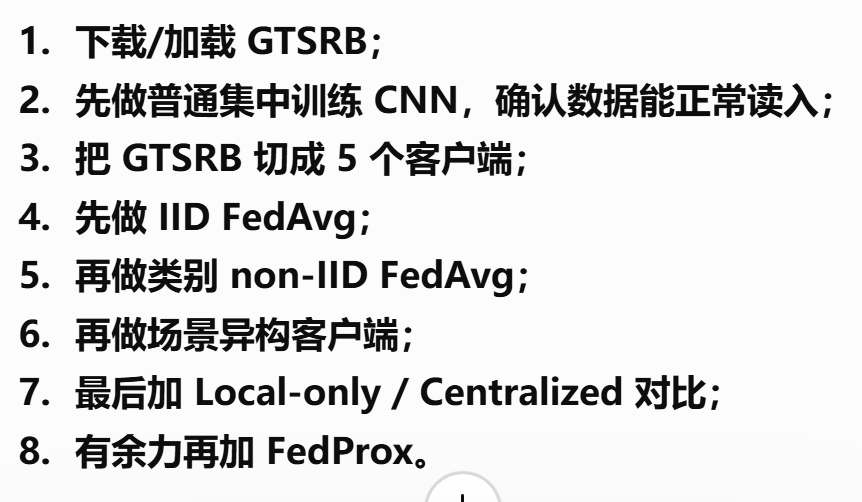 1. 下载/加载 GTSRB；
2. 先做普通集中训练 CNN，确认数据能正常读入；
3. 把 GTSRB 切成 5 个客户端；
4. 先做 IID FedAvg；
5. 再做类别 non-IID FedAvg；
6. 再做场景异构客户端；
7. 最后加 Local-only / Centralized 对比；
8. 有余力再加 FedProx。